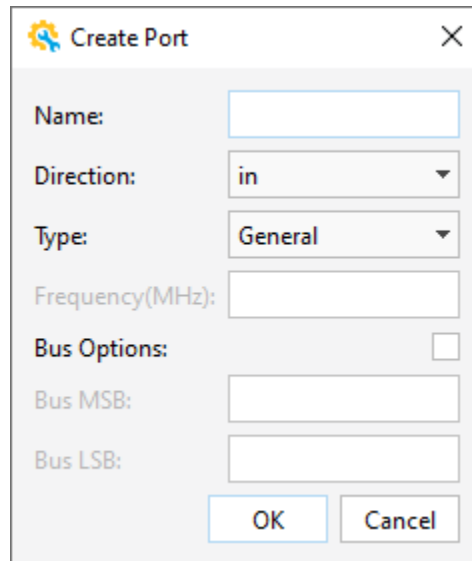 Create Port
Name:
Direction: in
Type: General
Frequency(MHz):
Bus Options:
Bus MSB:
Bus LSB:
OK Cancel